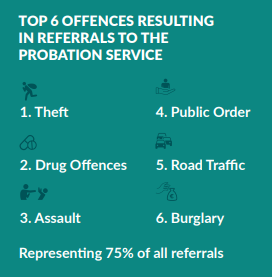 TOP 6 OFFENCES RESULTING
IN REFERRALS TO THE
PROBATION SERVICE
1. Theft
2. Drug Offences
3. Assault
4. Public Order
5. Road Traffic
6. Burglary
Representing 75% of all referrals